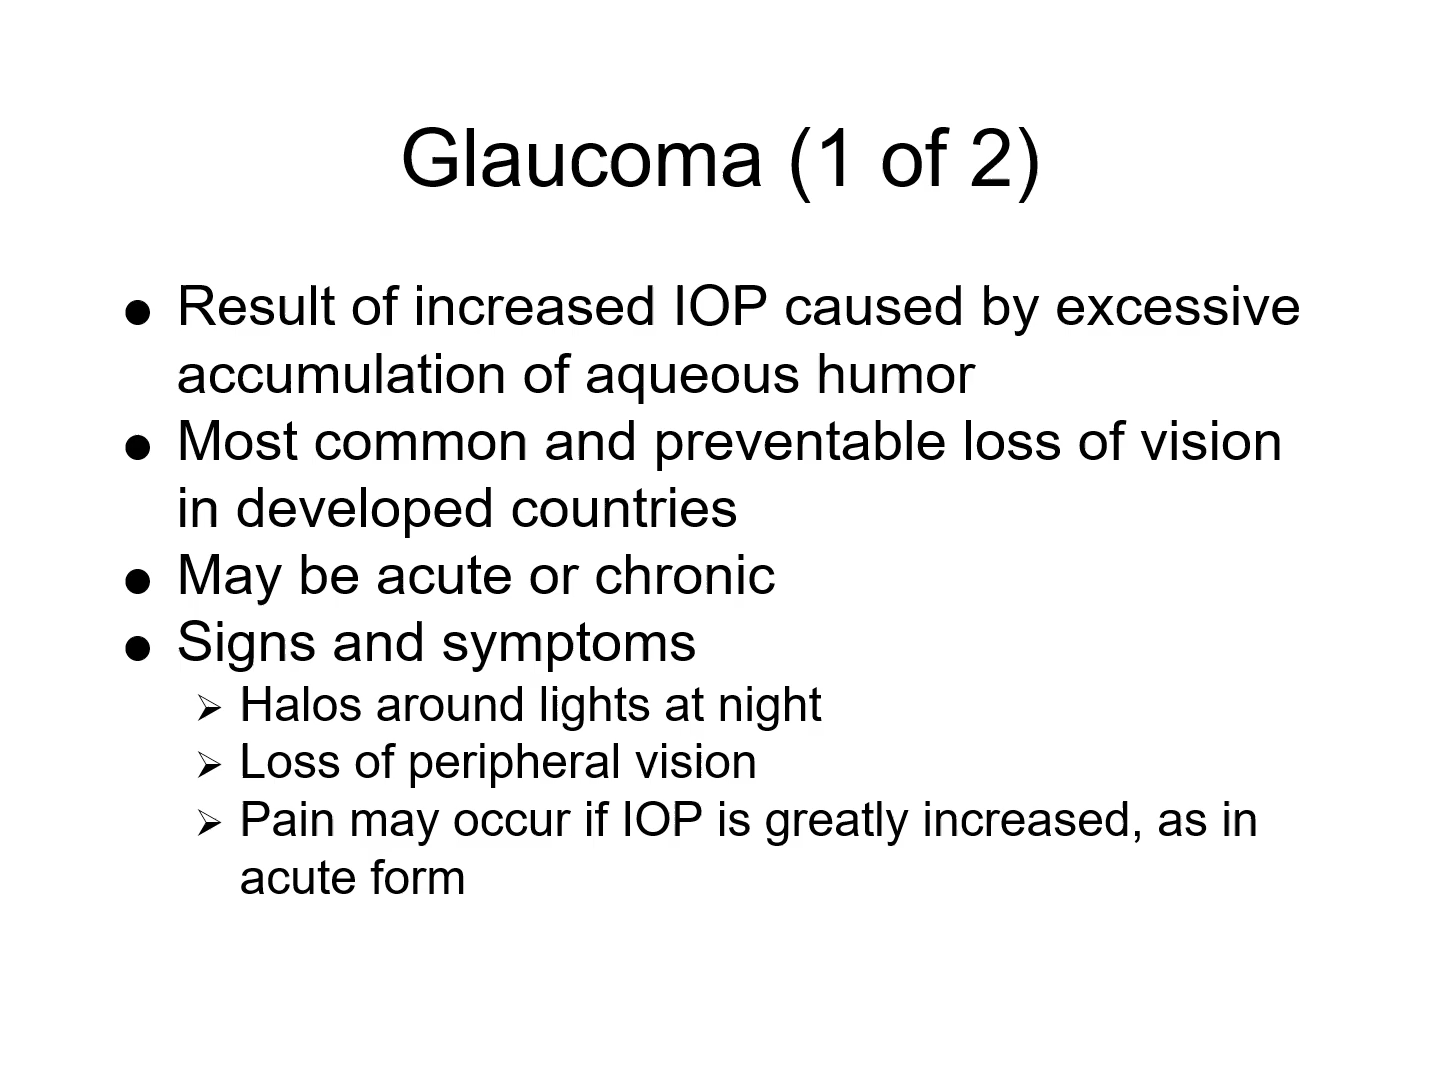 Glaucoma (1 of 2)
● Result of increased IOP caused by excessive
accumulation of aqueous humor
● Most common and preventable loss of vision
in developed countries
● May be acute or chronic
● Signs and symptoms
➢ Halos around lights at night
➢ Loss of peripheral vision
➢ Pain may occur if IOP is greatly increased, as in
acute form